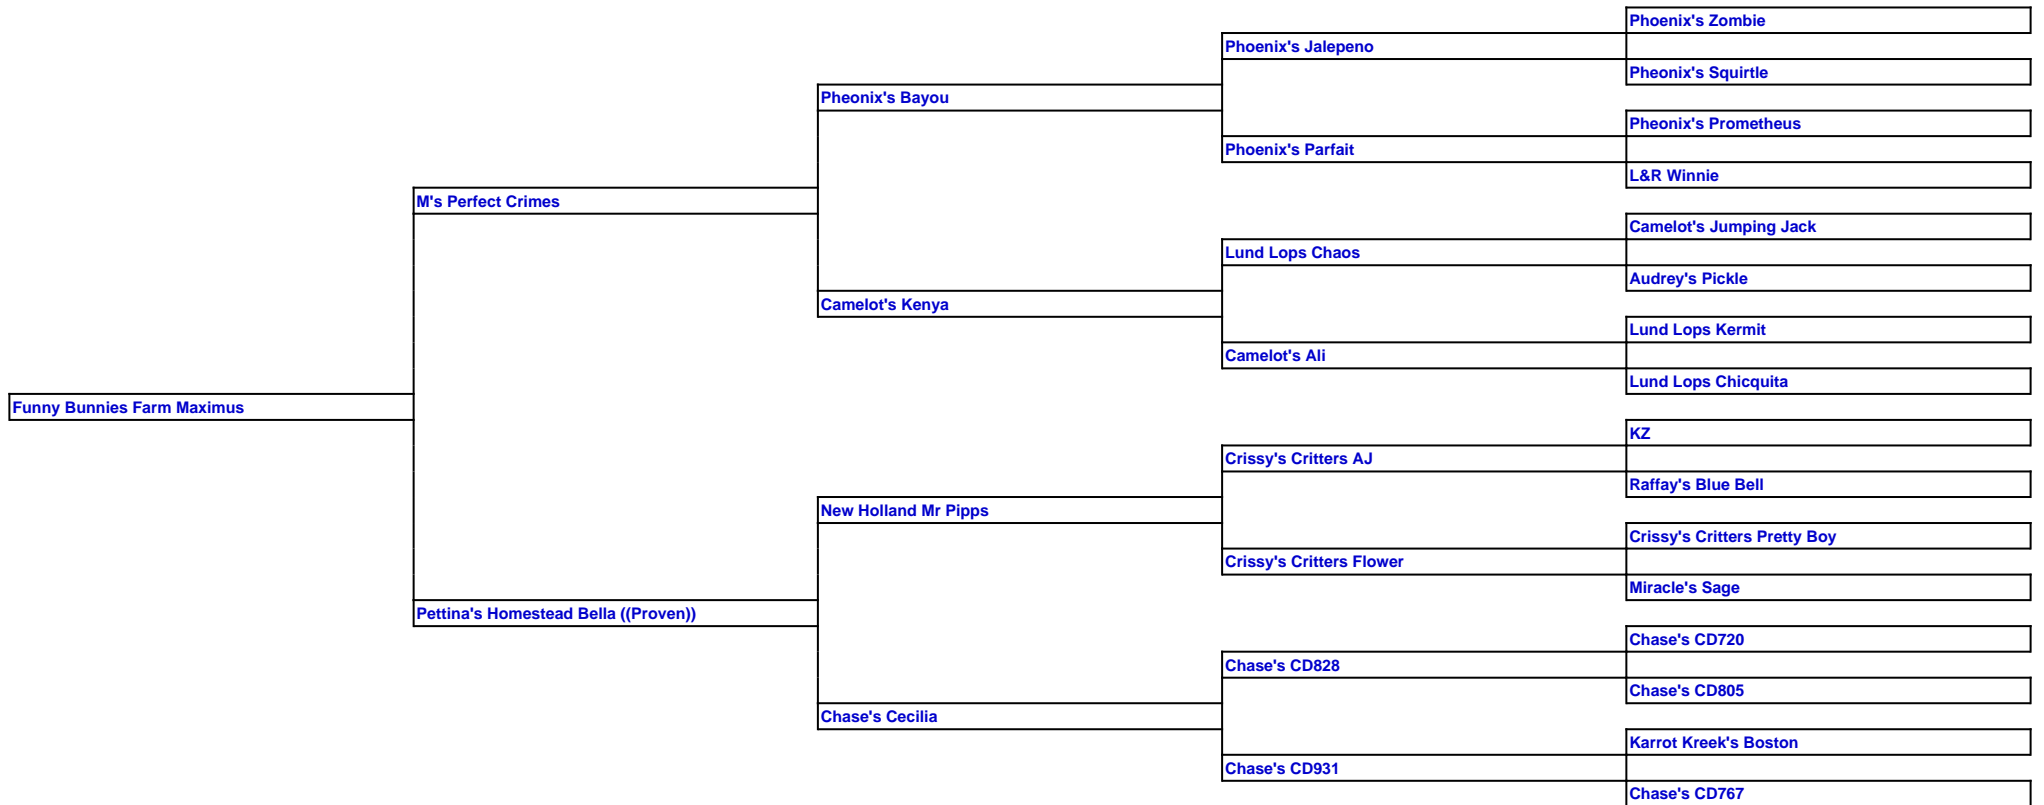 Phoenix's Zombie
Phoenix's Jalepeno
Pheonix's Squirtle
Pheonix's Bayou
Pheonix's Prometheus
Phoenix's Parfait
L&R Winnie
M's Perfect Crimes
Camelot's Jumping Jack
Lund Lops Chaos
Audrey's Pickle
Camelot's Kenya
Lund Lops Kermit
Camelot's Ali
Lund Lops Chicquita
Funny Bunnies Farm Maximus
KZ
Crissy's Critters AJ
Raffay's Blue Bell
New Holland Mr Pipps
Crissy's Critters Pretty Boy
Crissy's Critters Flower
Miracle's Sage
Pettina's Homestead Bella ((Proven))
Chase's CD720
Chase's CD828
Chase's CD805
Chase's Cecilia
Karrot Kreek's Boston
Chase's CD931
Chase's CD767